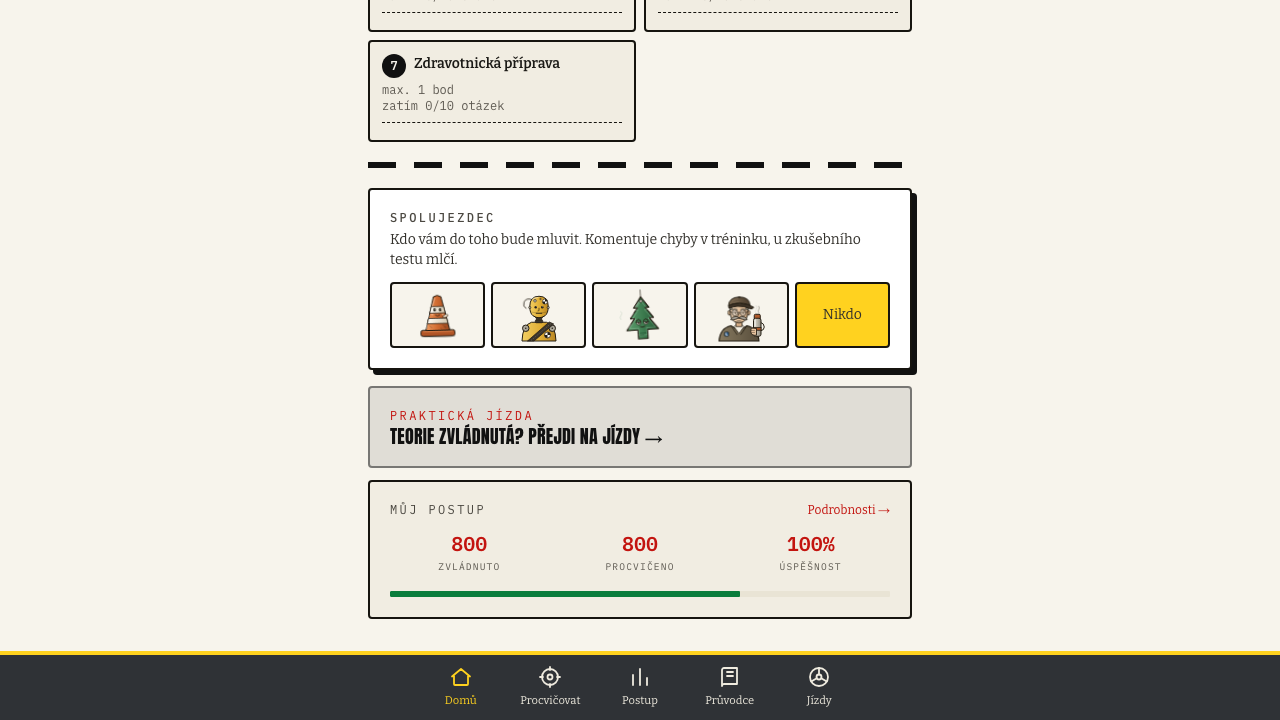 7 Zdravotnická příprava
max. 1 bod
zatím 0/10 otázek
SPOLUJEZDEC
Kdo vám do toho bude mluvit. Komentuje chyby v tréninku, u zkušebního
testu mlčí.
Nikdo
PRAKTICKÁ JÍZDA
TEORIE ZVLÁDNUTÁ? PŘEJDI NA JÍZDY →
MŮJ POSTUP
Podrobnosti →
800 800 100%
ZVLÁDNUTO PROCVIČENO ÚSPĚŠNOST
Domů Procvičovat Postup Průvodce Jízdy